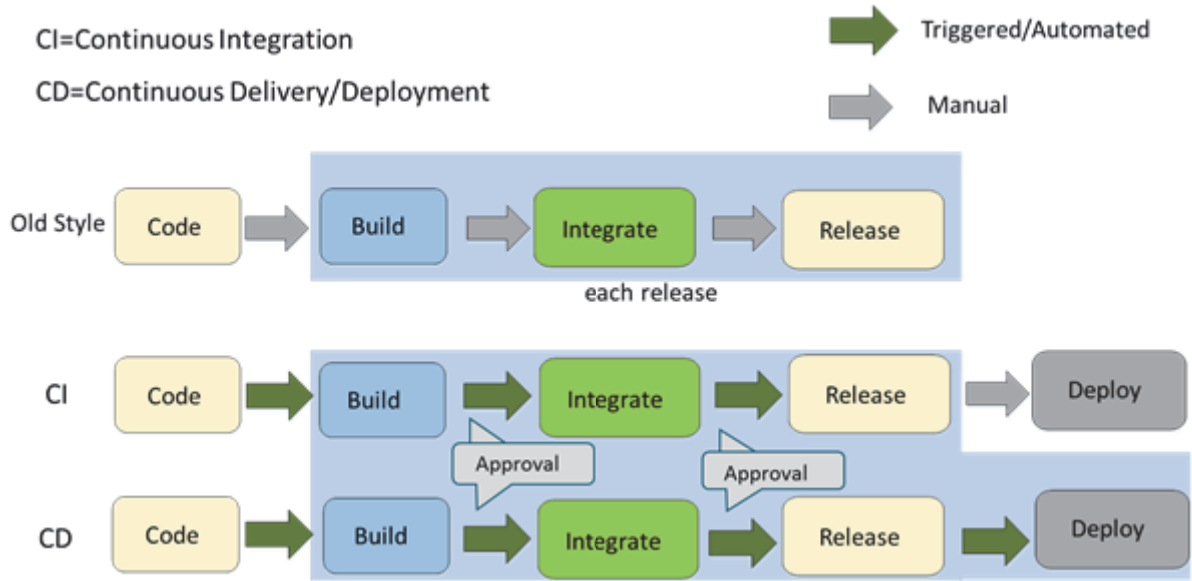 CI=Continuous Integration
Triggered/Automated
CD=Continuous Delivery/Deployment
Manual
Old Style
Code
Build
Integrate
Release
each release
CI
Code
Build
Integrate
Release
Deploy
Approval
Approval
CD
Code
Build
Integrate
Release
Deploy